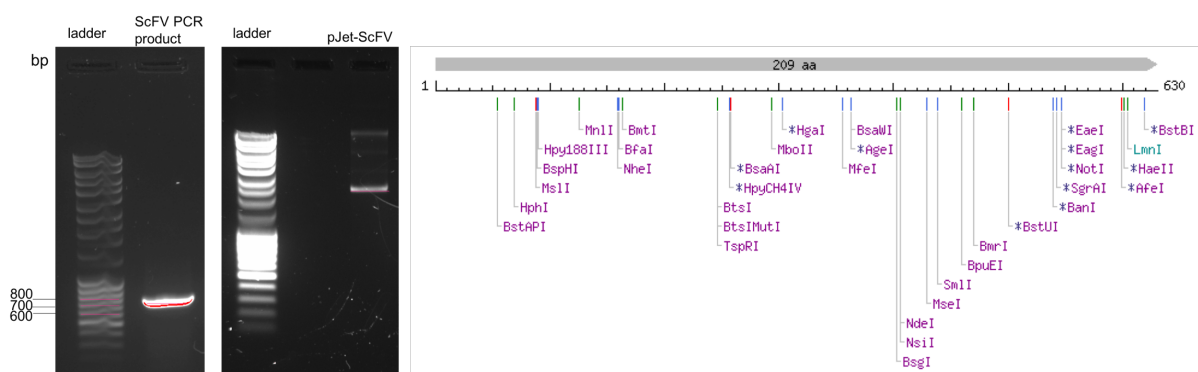 ladder
ScFV PCR
product
bp
800
700
600
ladder
pJet-ScFV
209 aa
1
630
MnlI
BmtI
*HgaI
BsaWI
*EaeI
*BstBI
Hpy188III
BfaI
MboII
*AgeI
*EagI
LmnI
BspHI
NheI
*BsaAI
MfeI
*NotI
*HaeII
MslI
*HpyCH4IV
*SgrAI
*AfeI
HphI
BtsI
*BanI
BstAPI
BtsIMutI
*BstUI
TspRI
BmrI
BpuEI
SmlI
MseI
NdeI
NsiI
BsgI